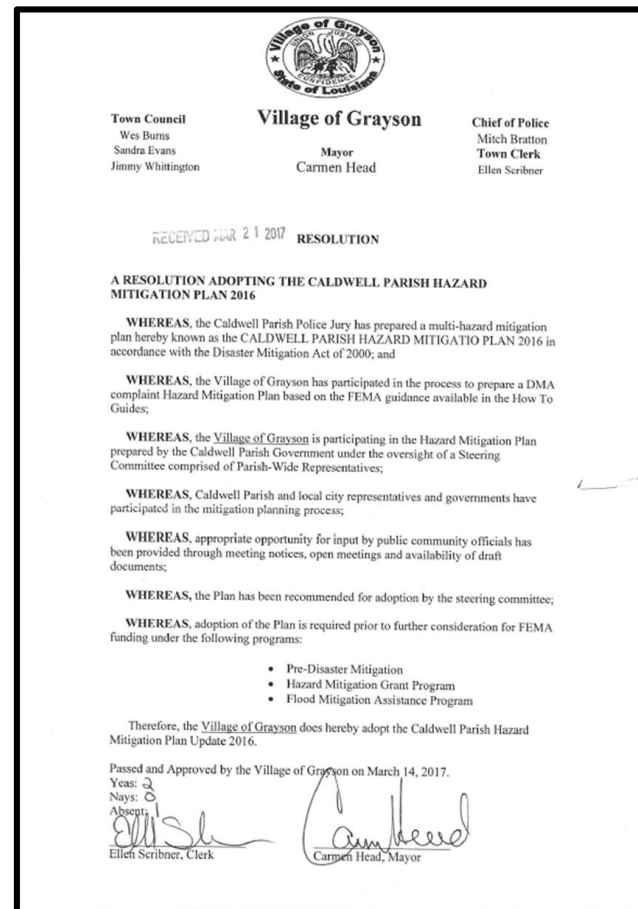 Village of Grayson
UNION JUSTICE
CONFIDENCE
State of Louisiana
Town Council
Wes Burns
Sandra Evans
Jimmy Whittington
Village of Grayson
Mayor
Carmen Head
Chief of Police
Mitch Bratton
Town Clerk
Ellen Scribner
RECEIVED MAR 21 2017
RESOLUTION
A RESOLUTION ADOPTING THE CALDWELL PARISH HAZARD
MITIGATION PLAN 2016
WHEREAS, the Caldwell Parish Police Jury has prepared a multi-hazard mitigation
plan hereby known as the CALDWELL PARISH HAZARD MITIGATIO PLAN 2016 in
accordance with the Disaster Mitigation Act of 2000; and
WHEREAS, the Village of Grayson has participated in the process to prepare a DMA
complaint Hazard Mitigation Plan based on the FEMA guidance available in the How To
Guides;
WHEREAS, the Village of Grayson is participating in the Hazard Mitigation Plan
prepared by the Caldwell Parish Government under the oversight of a Steering
Committee comprised of Parish-Wide Representatives;
WHEREAS, Caldwell Parish and local city representatives and governments have
participated in the mitigation planning process;
WHEREAS, appropriate opportunity for input by public community officials has
been provided through meeting notices, open meetings and availability of draft
documents;
WHEREAS, the Plan has been recommended for adoption by the steering committee;
WHEREAS, adoption of the Plan is required prior to further consideration for FEMA
funding under the following programs:
• Pre-Disaster Mitigation
• Hazard Mitigation Grant Program
• Flood Mitigation Assistance Program
Therefore, the Village of Grayson does hereby adopt the Caldwell Parish Hazard
Mitigation Plan Update 2016.
Passed and Approved by the Village of Grayson on March 14, 2017.
Yeas: 2
Nays: 0
Absent: 1
Carmen Head
Ellen Scribner, Clerk
Carmen Head, Mayor